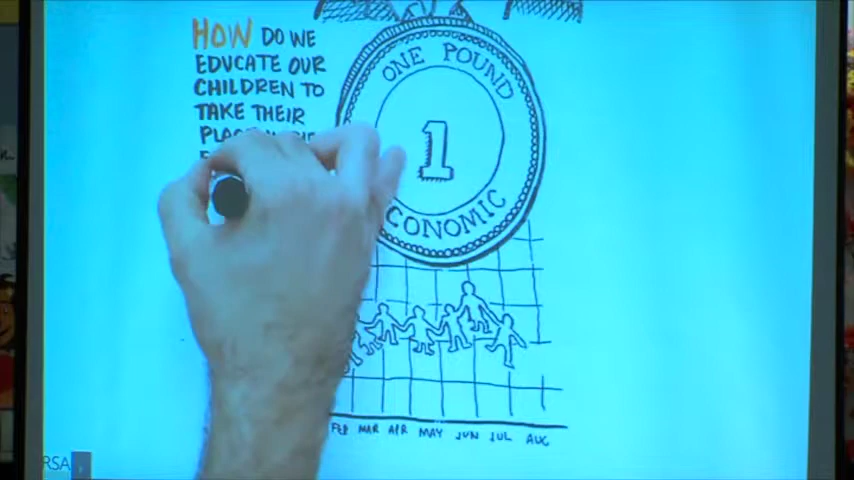 HOW DO WE
EDUCATE OUR
CHILDREN TO
TAKE THEIR
ONE POUND
1
ECONOMIC
FEB MAR APR MAY JUN JUL AUG
RSA